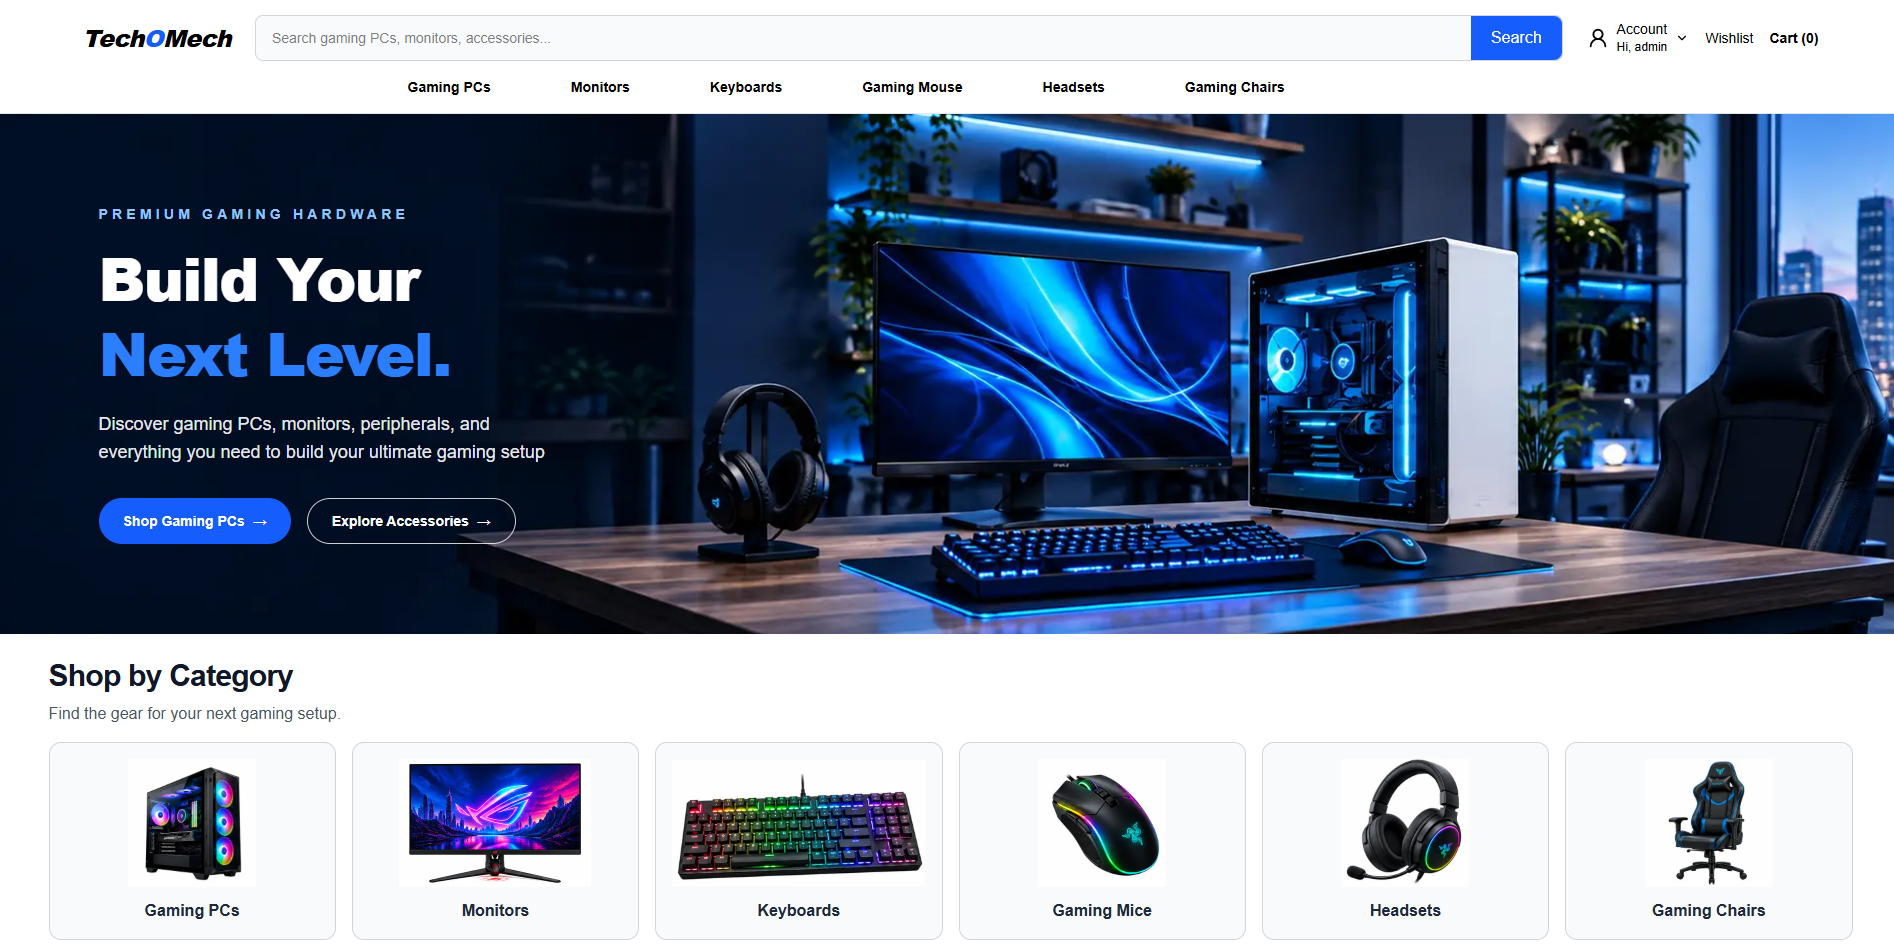 TechOMech
Search gaming PCs, monitors, accessories...
Search
Account
Hi, admin
Wishlist
Cart (0)
Gaming PCs
Monitors
Keyboards
Gaming Mouse
Headsets
Gaming Chairs
PREMIUM GAMING HARDWARE
Build Your
Next Level.
Discover gaming PCs, monitors, peripherals, and
everything you need to build your ultimate gaming setup
Shop Gaming PCs →
Explore Accessories →
Shop by Category
Find the gear for your next gaming setup.
Gaming PCs
Monitors
Keyboards
Gaming Mice
Headsets
Gaming Chairs